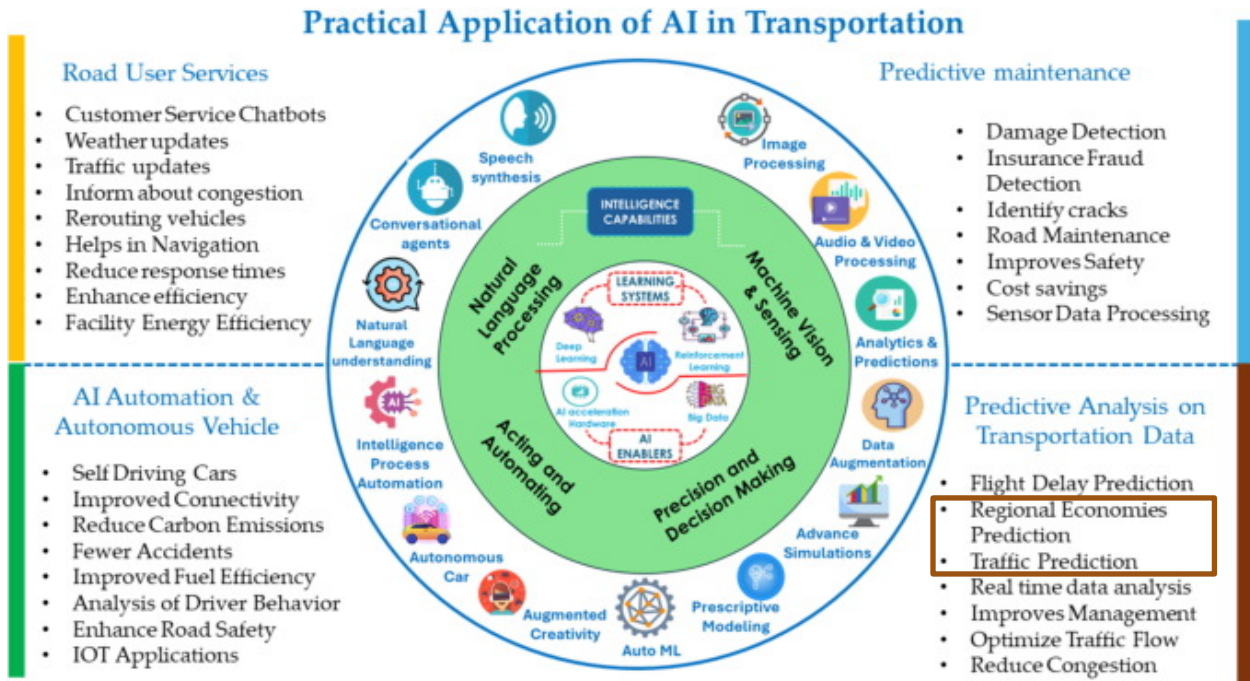 Practical Application of AI in Transportation
Road User Services
• Customer Service Chatbots
• Weather updates
• Traffic updates
• Inform about congestion
• Rerouting vehicles
• Helps in Navigation
• Reduce response times
• Enhance efficiency
• Facility Energy Efficiency
AI Automation &
Autonomous Vehicle
• Self Driving Cars
• Improved Connectivity
• Reduce Carbon Emissions
• Fewer Accidents
• Improved Fuel Efficiency
• Analysis of Driver Behavior
• Enhance Road Safety
• IOT Applications
Speech
synthesis
Conversational
agents
Natural
Language
understanding
AI
Intelligence
Process
Automation
Autonomous
Car
Augmented
Creativity
Auto ML
Prescriptive
Modeling
Advance
Simulations
Data
Augmentation
Analytics &
Predictions
Audio & Video
Processing
Image
Processing
INTELLIGENCE
CAPABILITIES
Natural
Language
Processing
Machine Vision
& Sensing
Acting and
Automating
Precision and
Decision Making
LEARNING
SYSTEMS
Deep
Learning
Reinforcement
Learning
AI
AI acceleration
Hardware
BIG
DATA
Big Data
AI
ENABLERS
Predictive maintenance
• Damage Detection
• Insurance Fraud
Detection
• Identify cracks
• Road Maintenance
• Improves Safety
• Cost savings
• Sensor Data Processing
Predictive Analysis on
Transportation Data
• Flight Delay Prediction
• Regional Economies
Prediction
• Traffic Prediction
• Real time data analysis
• Improves Management
• Optimize Traffic Flow
• Reduce Congestion